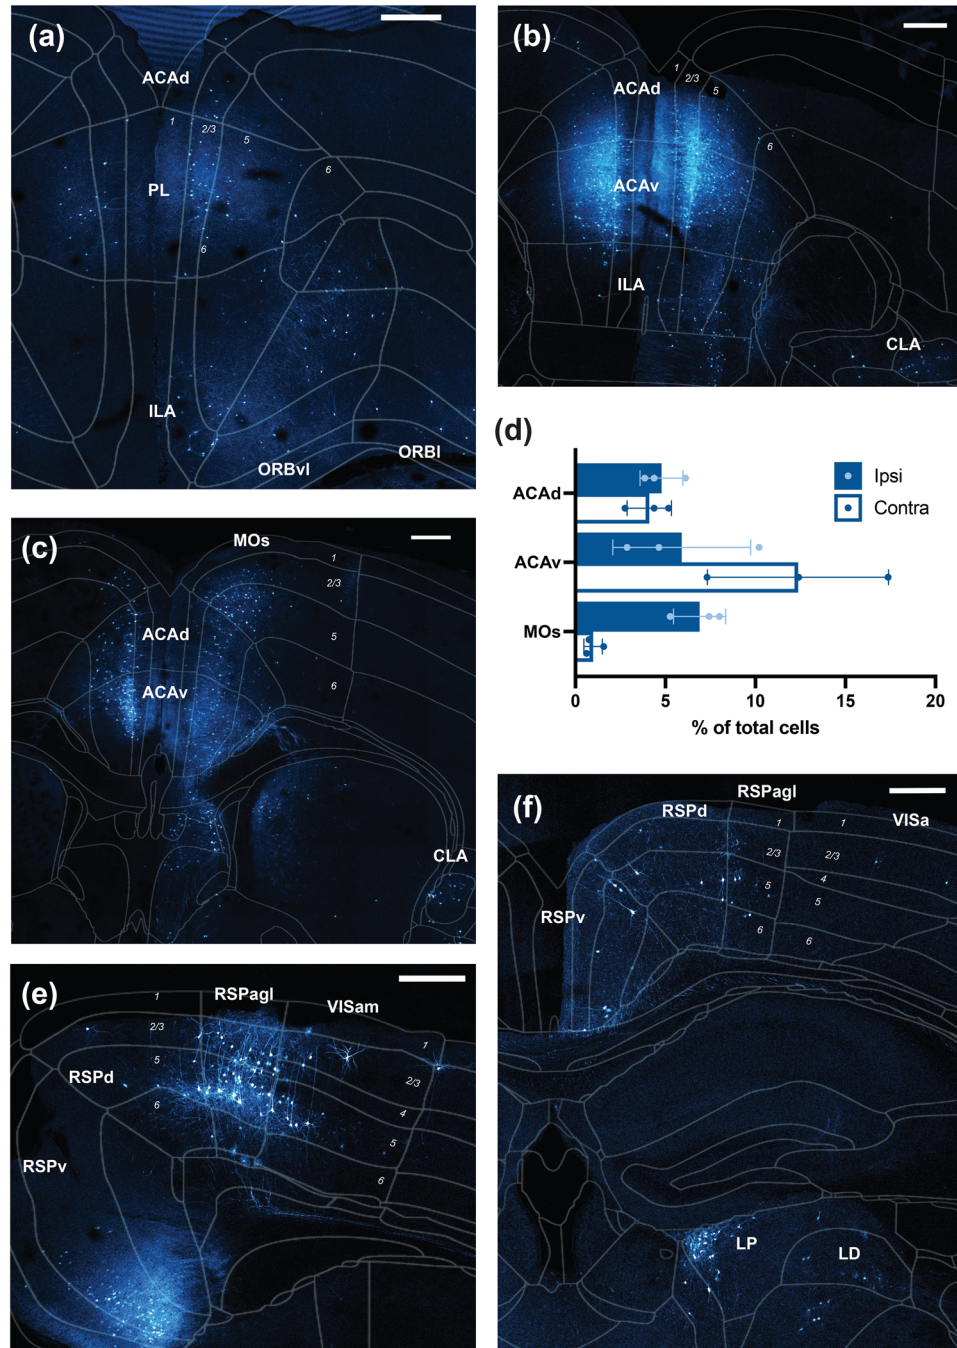 (a)
ACAd
1
2/3
5
6
PL
6
ILA
ORBvl
ORBl
(b)
1
ACAd
2/3
5
6
ACAv
ILA
CLA
(c)
MOs
1
2/3
ACAd
5
ACAv
6
CLA
(d)
Ipsi
Contra
ACAd
ACAv
MOs
0 5 10 15 20
% of total cells
(e)
1
RSPagl
VISam
2/3
1
5
RSPd
2/3
6
4
5
RSPv
6
(f)
RSPagl
RSPd
VISa
1 1
2/3 2/3
4
5
5
RSPv
6
6
LP
LD